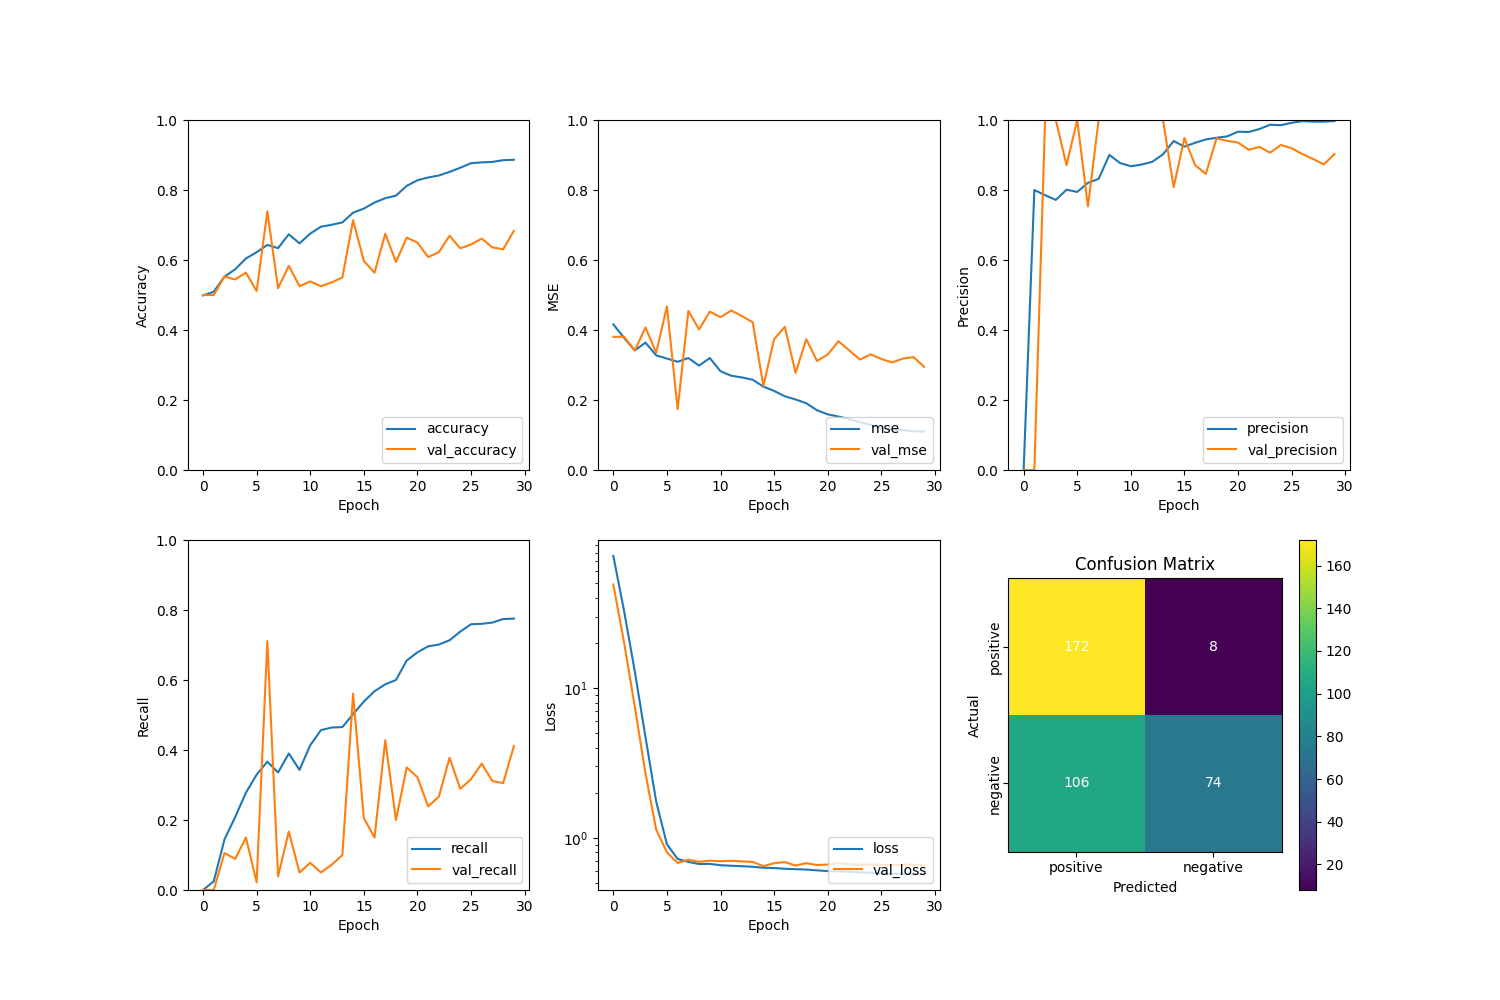 1.0
0.8
0.6
0.4
0.2
0.0
Accuracy
accuracy
val_accuracy
0 5 10 15 20 25 30
Epoch
1.0
0.8
0.6
0.4
0.2
0.0
MSE
mse
val_mse
0 5 10 15 20 25 30
Epoch
1.0
0.8
0.6
0.4
0.2
0.0
Precision
precision
val_precision
0 5 10 15 20 25 30
Epoch
1.0
0.8
0.6
0.4
0.2
0.0
Recall
recall
val_recall
0 5 10 15 20 25 30
Epoch
10¹
10⁰
Loss
loss
val_loss
0 5 10 15 20 25 30
Epoch
Confusion Matrix
Actual
positive
172 8
negative
106 74
positive negative
Predicted
160
140
120
100
80
60
40
20